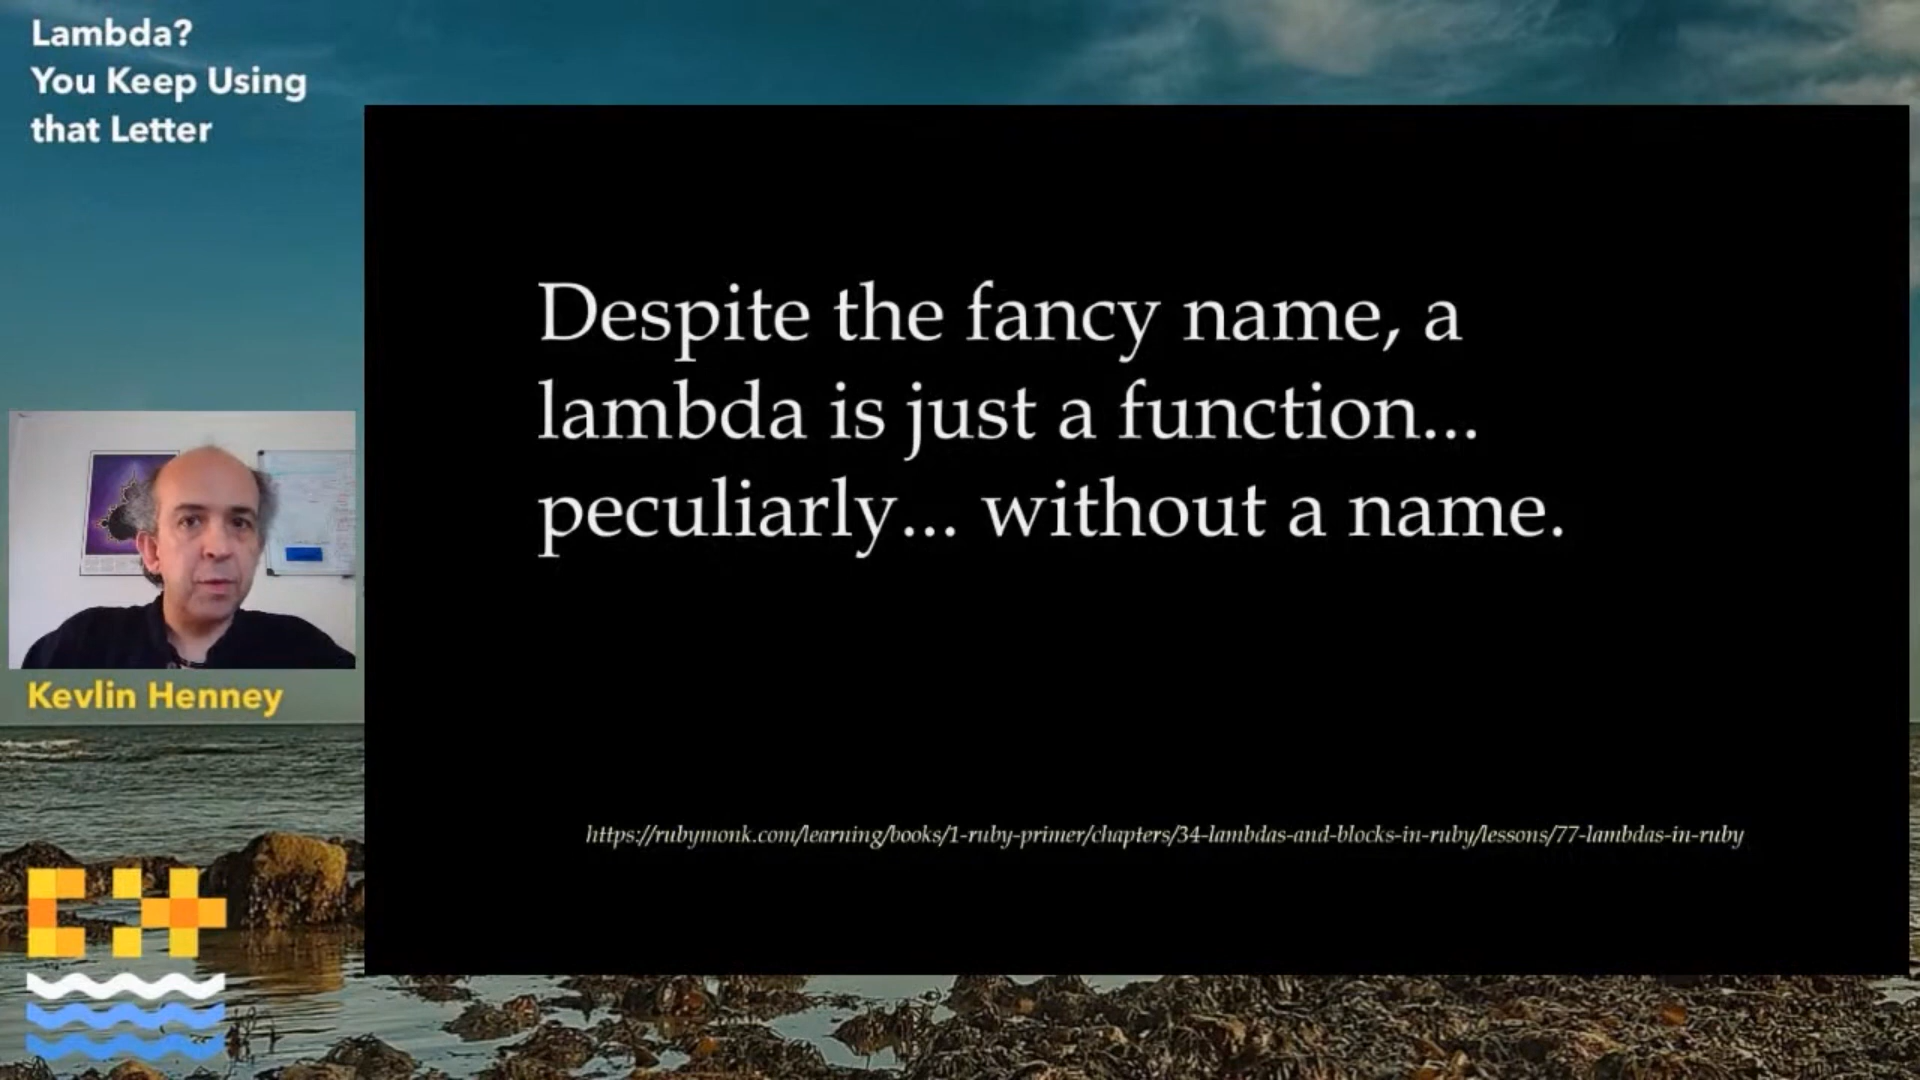 Lambda?
You Keep Using
that Letter
Despite the fancy name, a
lambda is just a function...
peculiarly... without a name.
https://rubymonk.com/learning/books/1-ruby-primer/chapters/34-lambdas-and-blocks-in-ruby/lessons/77-lambdas-in-ruby
Kevlin Henney
C++